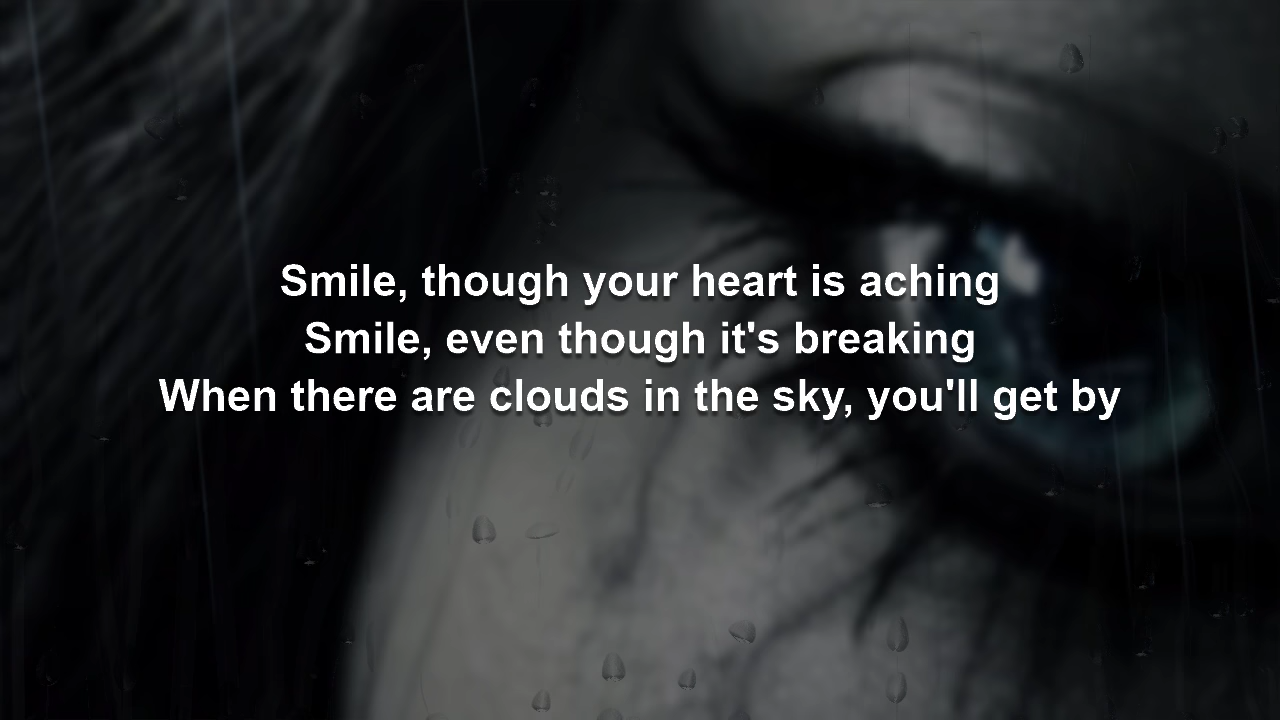 Smile, though your heart is aching
Smile, even though it's breaking
When there are clouds in the sky, you'll get by